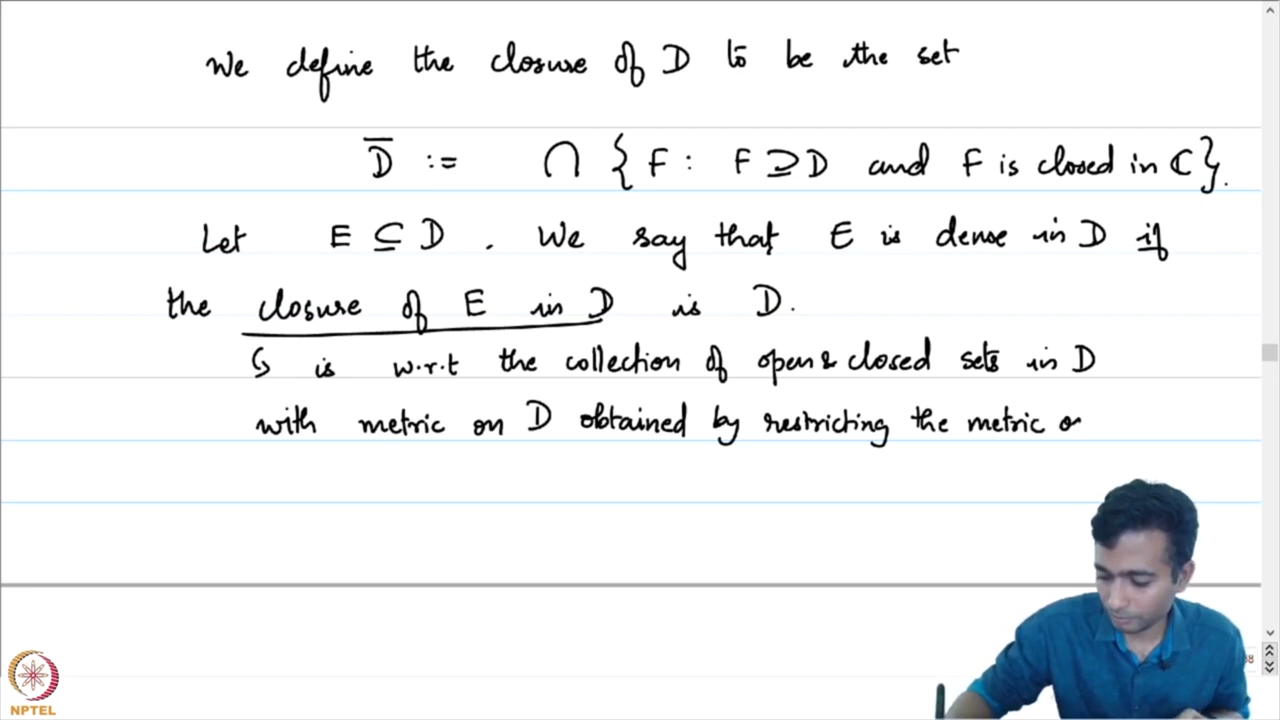 We define the closure of D to be the set
D̅ := ∩ { F : F ⊇ D and F is closed in ℂ }.
Let E ⊆ D . We say that E is dense in D if
the closure of E in D is D.
↳ is w.r.t the collection of open & closed sets in D
with metric on D obtained by restricting the metric o
NPTEL